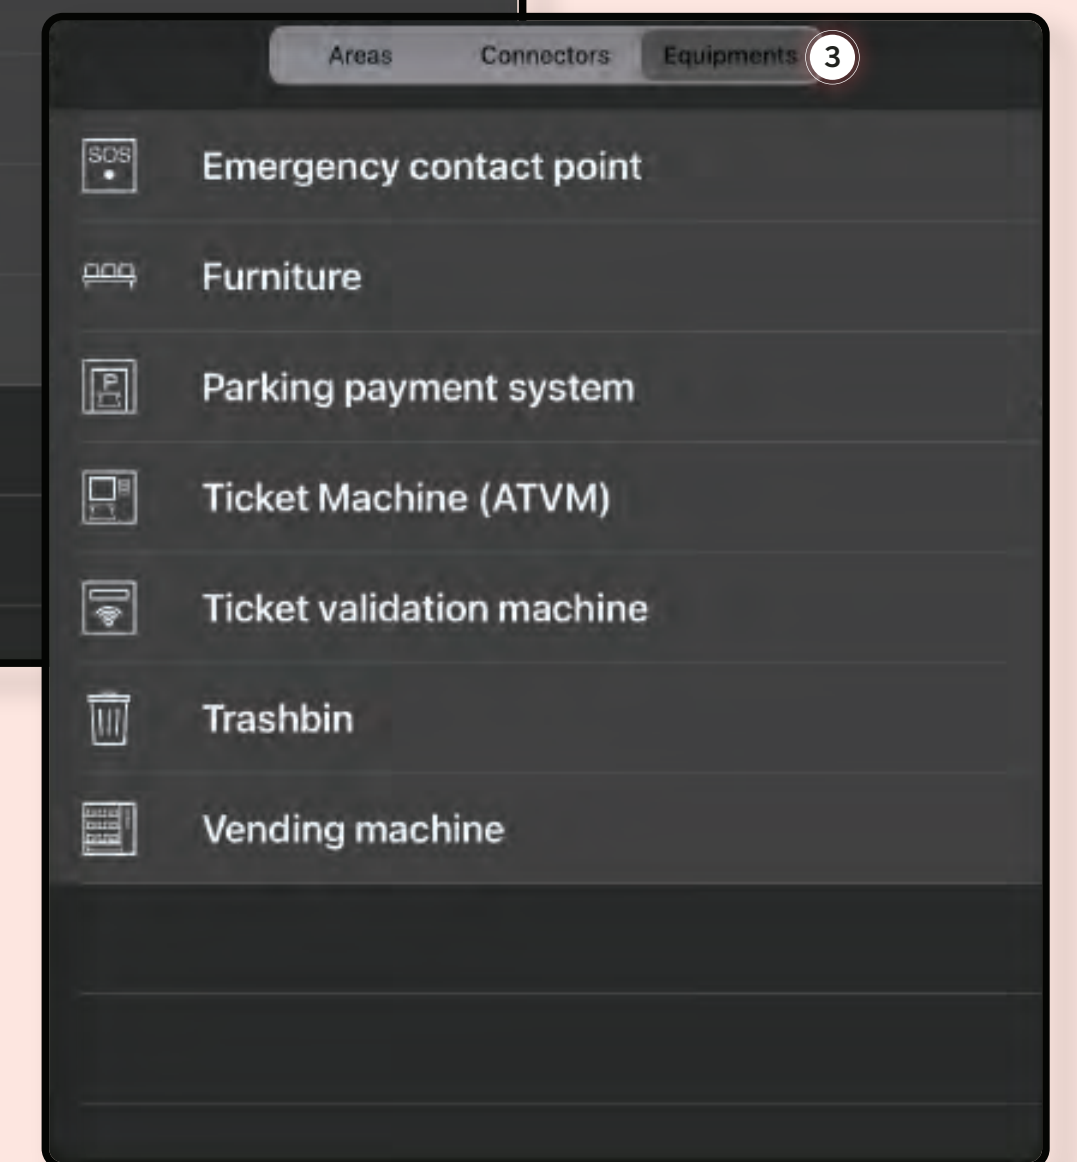 Areas Connectors Equipments 3
SOS
Emergency contact point
Furniture
P
Parking payment system
Ticket Machine (ATVM)
Ticket validation machine
Trashbin
Vending machine